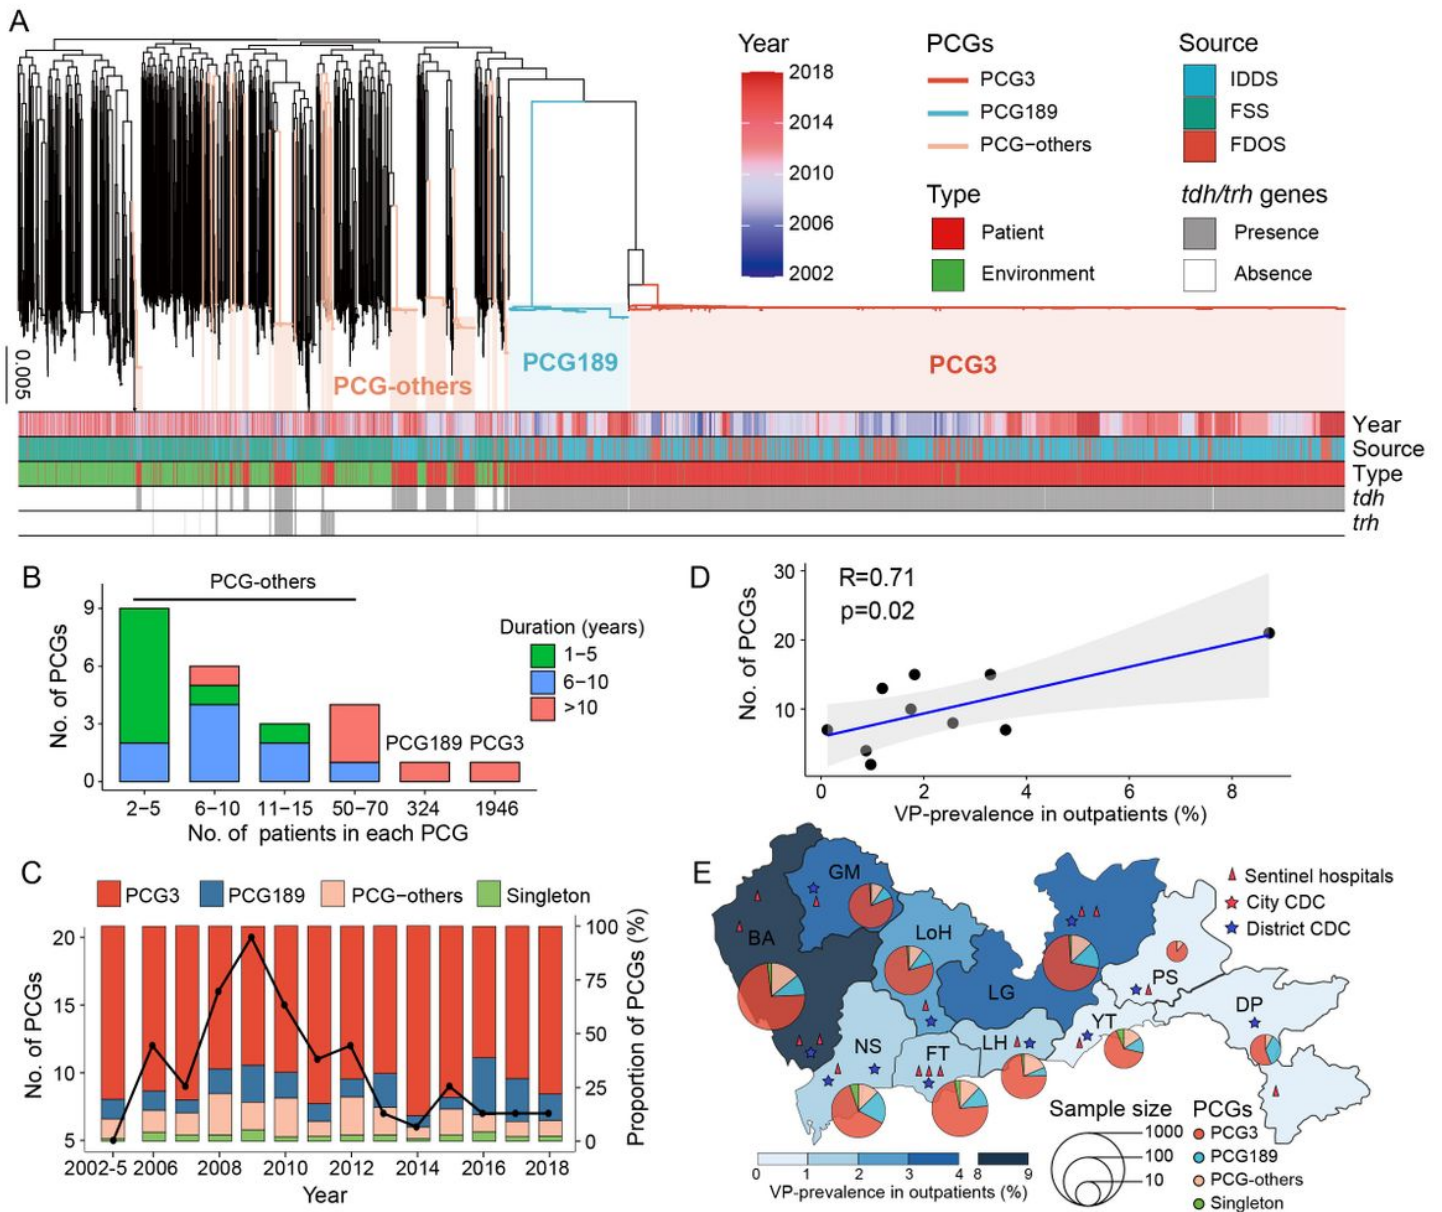 A
Year
2018
2014
2010
2006
2002
PCGs
PCG3
PCG189
PCG−others
Source
IDDS
FSS
FDOS
Type
Patient
Environment
tdh/trh genes
Presence
Absence
0.005
PCG-others
PCG189
PCG3
Year
Source
Type
tdh
trh
B
PCG-others
No. of PCGs
9
6
3
0
Duration (years)
1−5
6−10
>10
PCG189 PCG3
2−5 6−10 11−15 50−70 324 1946
No. of patients in each PCG
D
R=0.71
p=0.02
No. of PCGs
30
20
10
0 2 4 6 8
VP-prevalence in outpatients (%)
C
PCG3 PCG189 PCG−others Singleton
No. of PCGs
20
15
10
5
Proportion of PCGs (%)
100
75
50
25
0
2002-5 2006 2008 2010 2012 2014 2016 2018
Year
E
GM
BA
LoH
LG
PS
DP
YT
NS
FT
LH
Sentinel hospitals
City CDC
District CDC
0 1 2 3 4 8 9
VP-prevalence in outpatients (%)
Sample size
1000
100
10
PCGs
PCG3
PCG189
PCG-others
Singleton